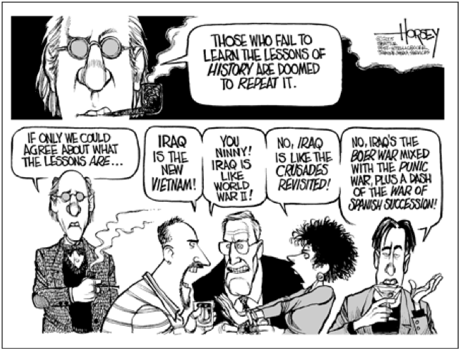 THOSE WHO FAIL TO
LEARN THE LESSONS OF
HISTORY ARE DOOMED
TO REPEAT IT.
HORSEY
IF ONLY WE COULD
AGREE ABOUT WHAT
THE LESSONS ARE...
IRAQ
IS THE
NEW
VIETNAM!
YOU
NINNY!
IRAQ IS
LIKE
WORLD
WAR II!
NO, IRAQ
IS LIKE THE
CRUSADES
REVISITED!
NO, IRAQ'S THE
BOER WAR MIXED
WITH THE PUNIC
WAR, PLUS A DASH
OF THE WAR OF
SPANISH SUCCESSION!